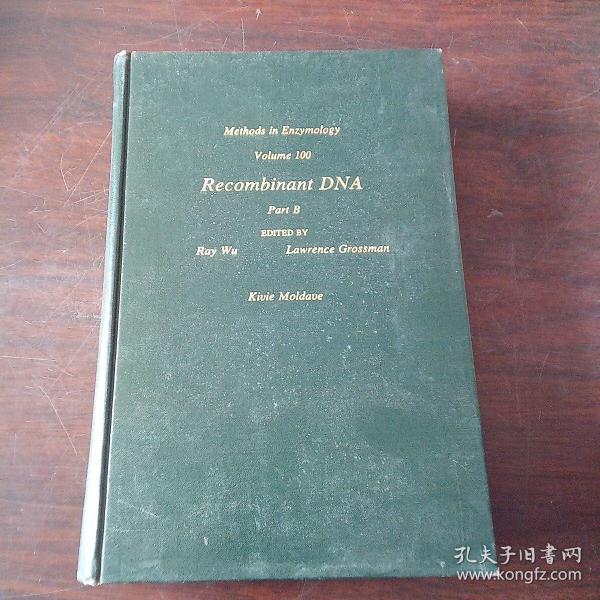 Methods in Enzymology
Volume 100
Recombinant DNA
Part B
EDITED BY
Ray Wu Lawrence Grossman
Kivie Moldave
孔夫子旧書网
www.kongfz.com